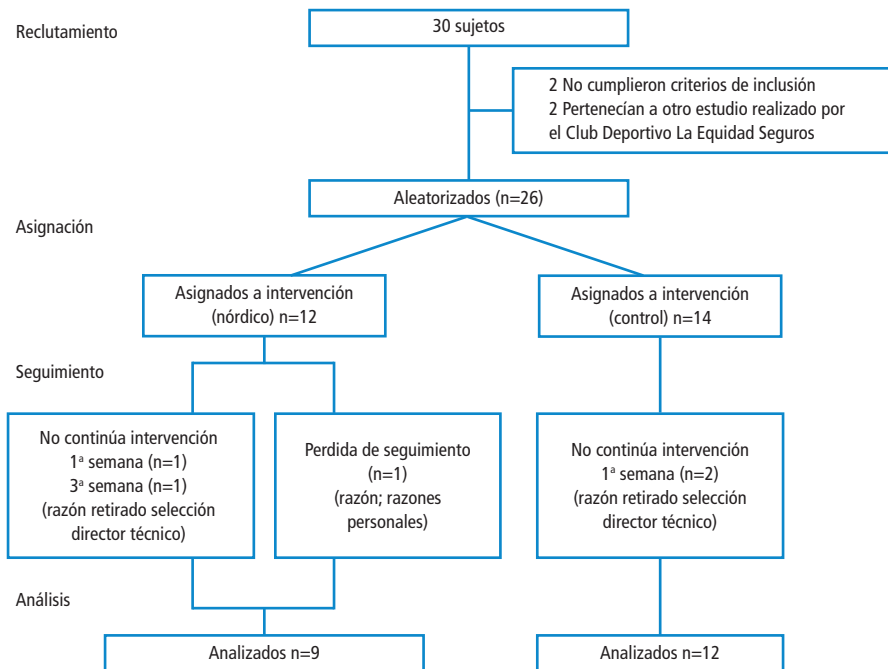 Reclutamiento
30 sujetos
2 No cumplieron criterios de inclusión
2 Pertenecían a otro estudio realizado por
el Club Deportivo La Equidad Seguros
Aleatorizados (n=26)
Asignación
Asignados a intervención
(nórdico) n=12
Asignados a intervención
(control) n=14
Seguimiento
No continúa intervención
1ª semana (n=1)
3ª semana (n=1)
(razón retirado selección
director técnico)
Perdida de seguimiento
(n=1)
(razón; razones
personales)
No continúa intervención
1ª semana (n=2)
(razón retirado selección
director técnico)
Análisis
Analizados n=9
Analizados n=12